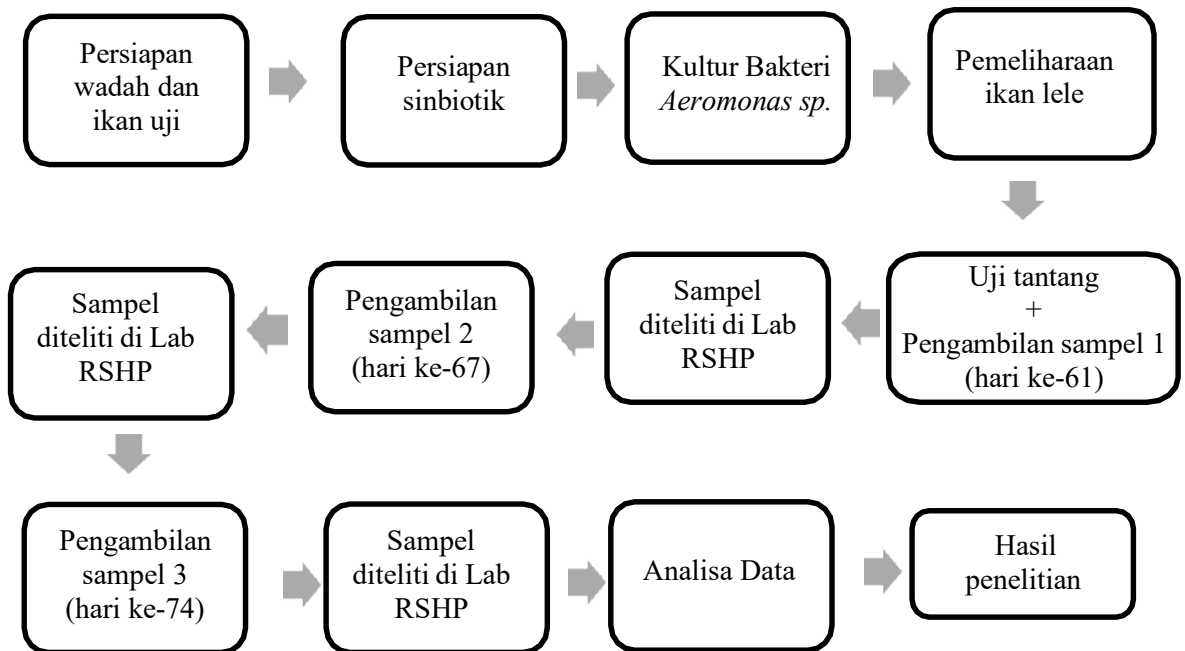 Persiapan
wadah dan
ikan uji
Persiapan
sinbiotik
Kultur Bakteri
Aeromonas sp.
Pemeliharaan
ikan lele
Uji tantang
+
Pengambilan sampel 1
(hari ke-61)
Sampel
diteliti di Lab
RSHP
Pengambilan
sampel 2
(hari ke-67)
Sampel
diteliti di Lab
RSHP
Pengambilan
sampel 3
(hari ke-74)
Sampel
diteliti di Lab
RSHP
Analisa Data
Hasil
penelitian